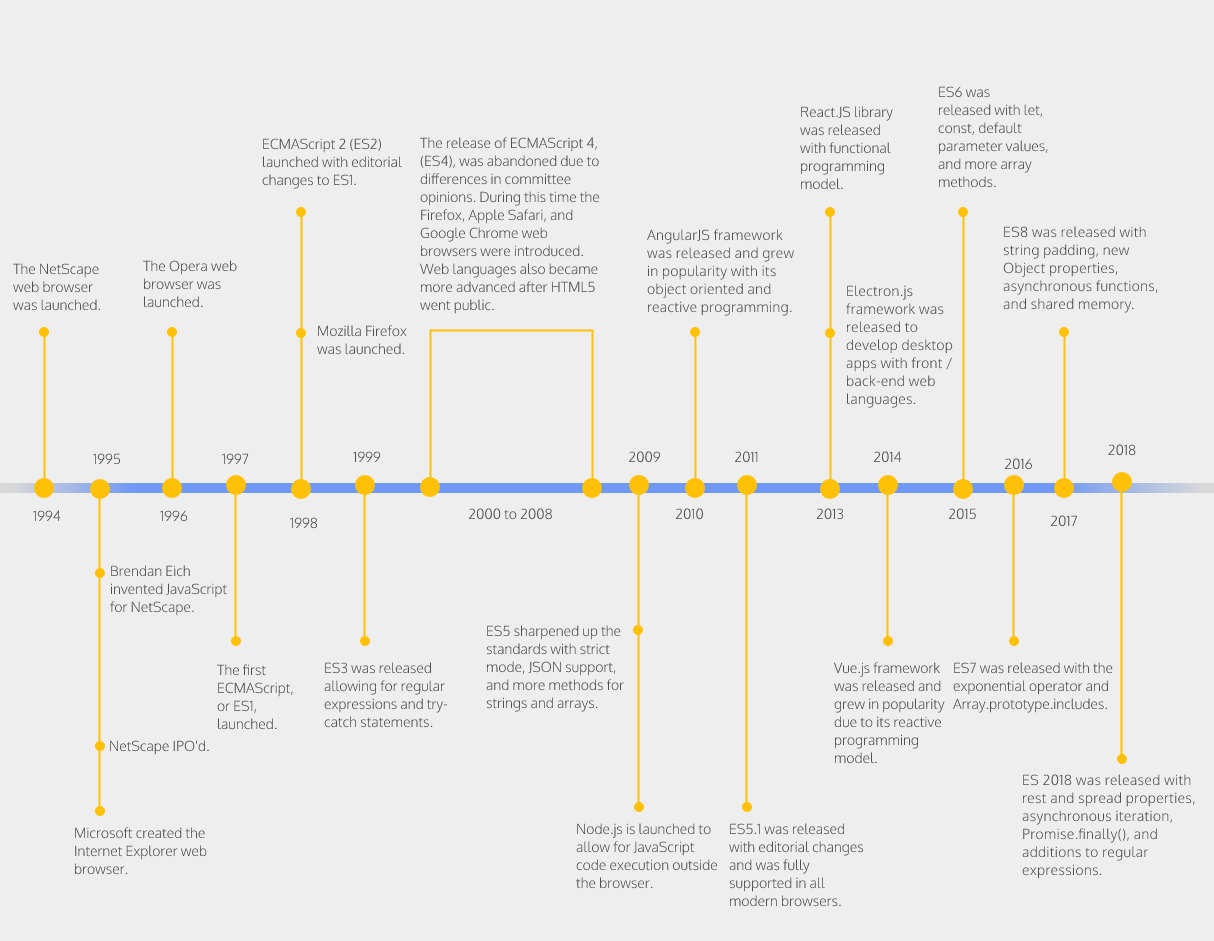 The NetScape
web browser
was launched.
1994
1995
Brendan Eich
invented JavaScript
for NetScape.
NetScape IPO'd.
Microsoft created the
Internet Explorer web
browser.
The Opera web
browser was
launched.
1996
1997
The first
ECMAScript,
or ES1,
launched.
ECMAScript 2 (ES2)
launched with editorial
changes to ES1.
Mozilla Firefox
was launched.
1998
1999
ES3 was released
allowing for regular
expressions and try-
catch statements.
The release of ECMAScript 4,
(ES4), was abandoned due to
differences in committee
opinions. During this time the
Firefox, Apple Safari, and
Google Chrome web
browsers were introduced.
Web languages also became
more advanced after HTML5
went public.
2000 to 2008
2009
ES5 sharpened up the
standards with strict
mode, JSON support,
and more methods for
strings and arrays.
Node.js is launched to
allow for JavaScript
code execution outside
the browser.
AngularJS framework
was released and grew
in popularity with its
object oriented and
reactive programming.
2010
2011
ES5.1 was released
with editorial changes
and was fully
supported in all
modern browsers.
React.JS library
was released
with functional
programming
model.
Electron.js
framework was
released to
develop desktop
apps with front /
back-end web
languages.
2013
2014
Vue.js framework
was released and
grew in popularity
due to its reactive
programming
model.
ES6 was
released with let,
const, default
parameter values,
and more array
methods.
2015
2016
ES7 was released with the
exponential operator and
Array.prototype.includes.
ES8 was released with
string padding, new
Object properties,
asynchronous functions,
and shared memory.
2017
2018
ES 2018 was released with
rest and spread properties,
asynchronous iteration,
Promise.finally(), and
additions to regular
expressions.